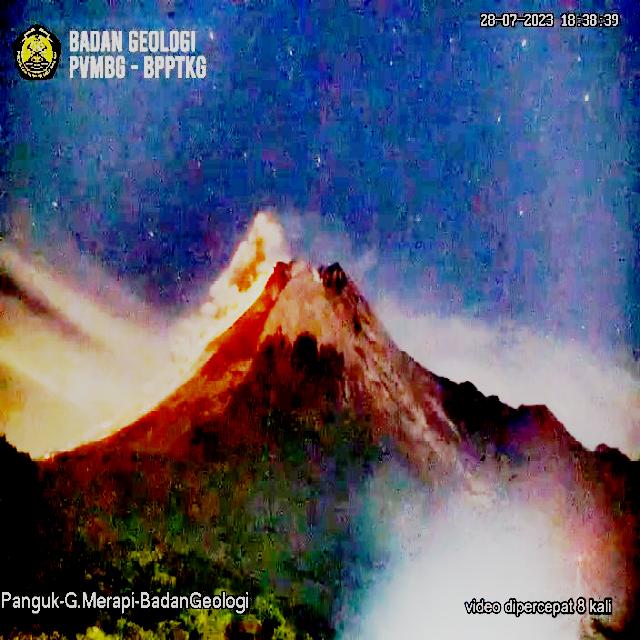 28-07-2023 18:38:39
BADAN GEOLOGI
PVMBG - BPPTKG
Panguk-G.Merapi-BadanGeologi
video dipercepat 8 kali